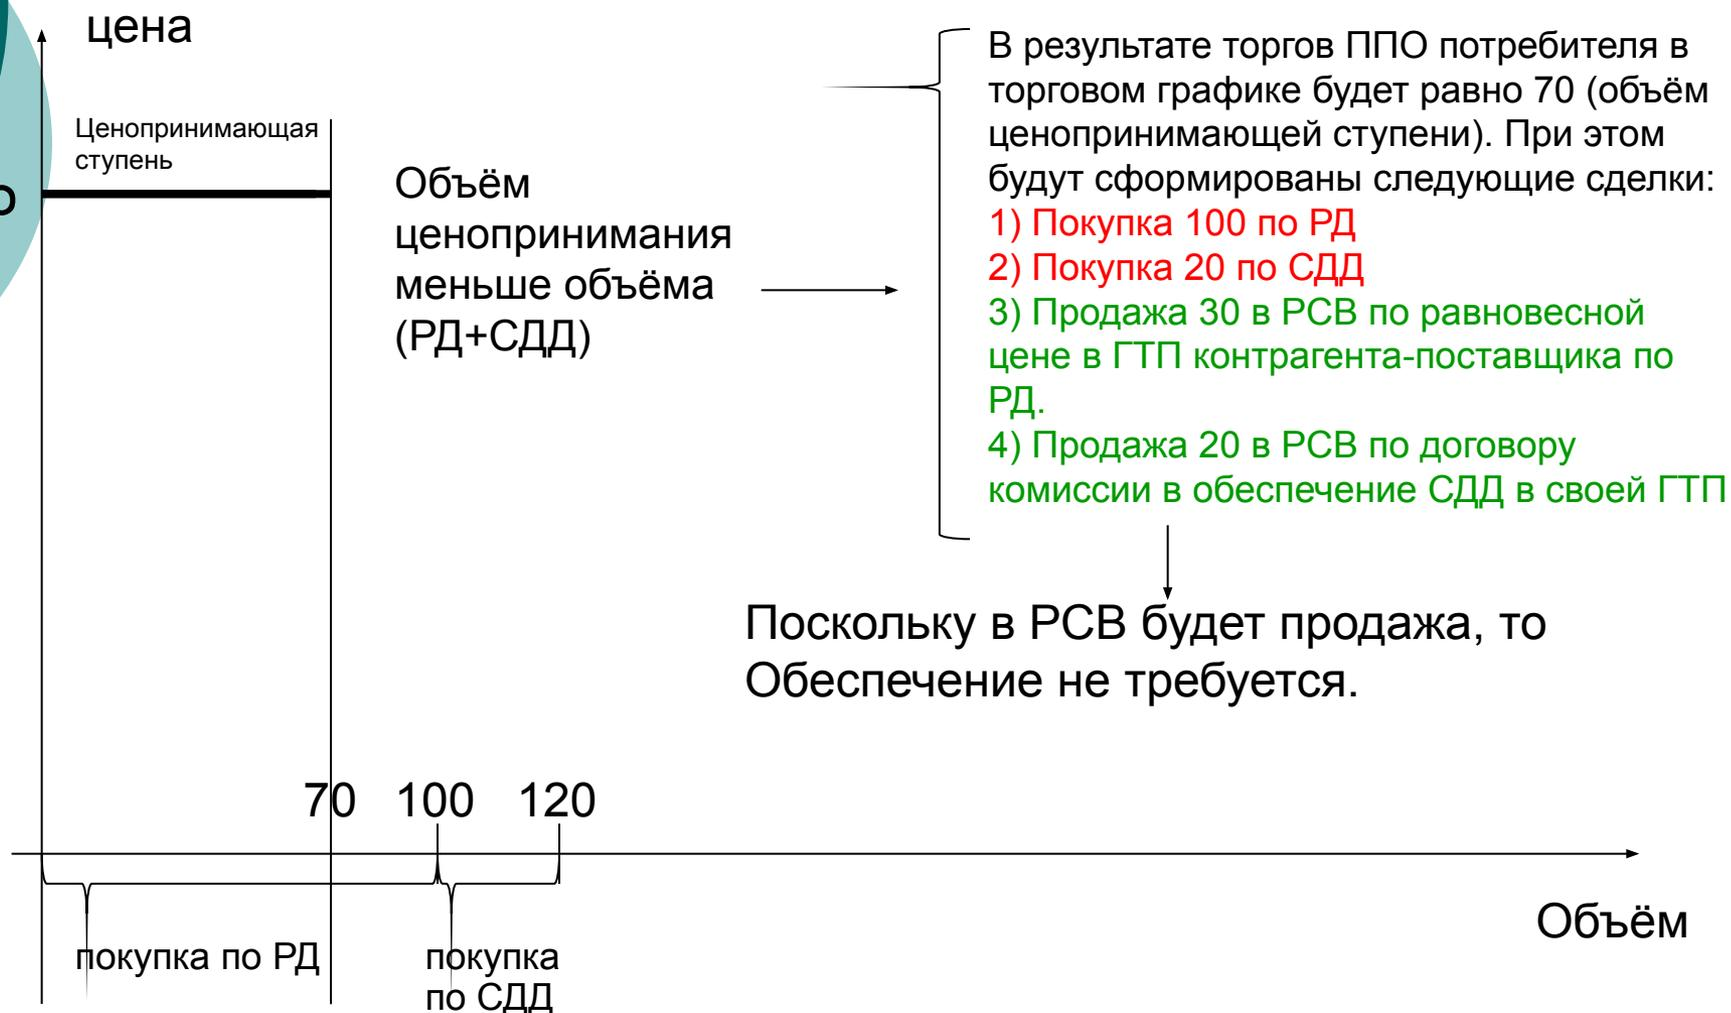 цена
Ценопринимающая
ступень
Объём
ценопринимания
меньше объёма
(РД+СДД)
В результате торгов ППО потребителя в
торговом графике будет равно 70 (объём
ценопринимающей ступени). При этом
будут сформированы следующие сделки:
1) Покупка 100 по РД
2) Покупка 20 по СДД
3) Продажа 30 в РСВ по равновесной
цене в ГТП контрагента-поставщика по
РД.
4) Продажа 20 в РСВ по договору
комиссии в обеспечение СДД в своей ГТП
Поскольку в РСВ будет продажа, то
Обеспечение не требуется.
70 100 120
Объём
покупка по РД
покупка
по СДД